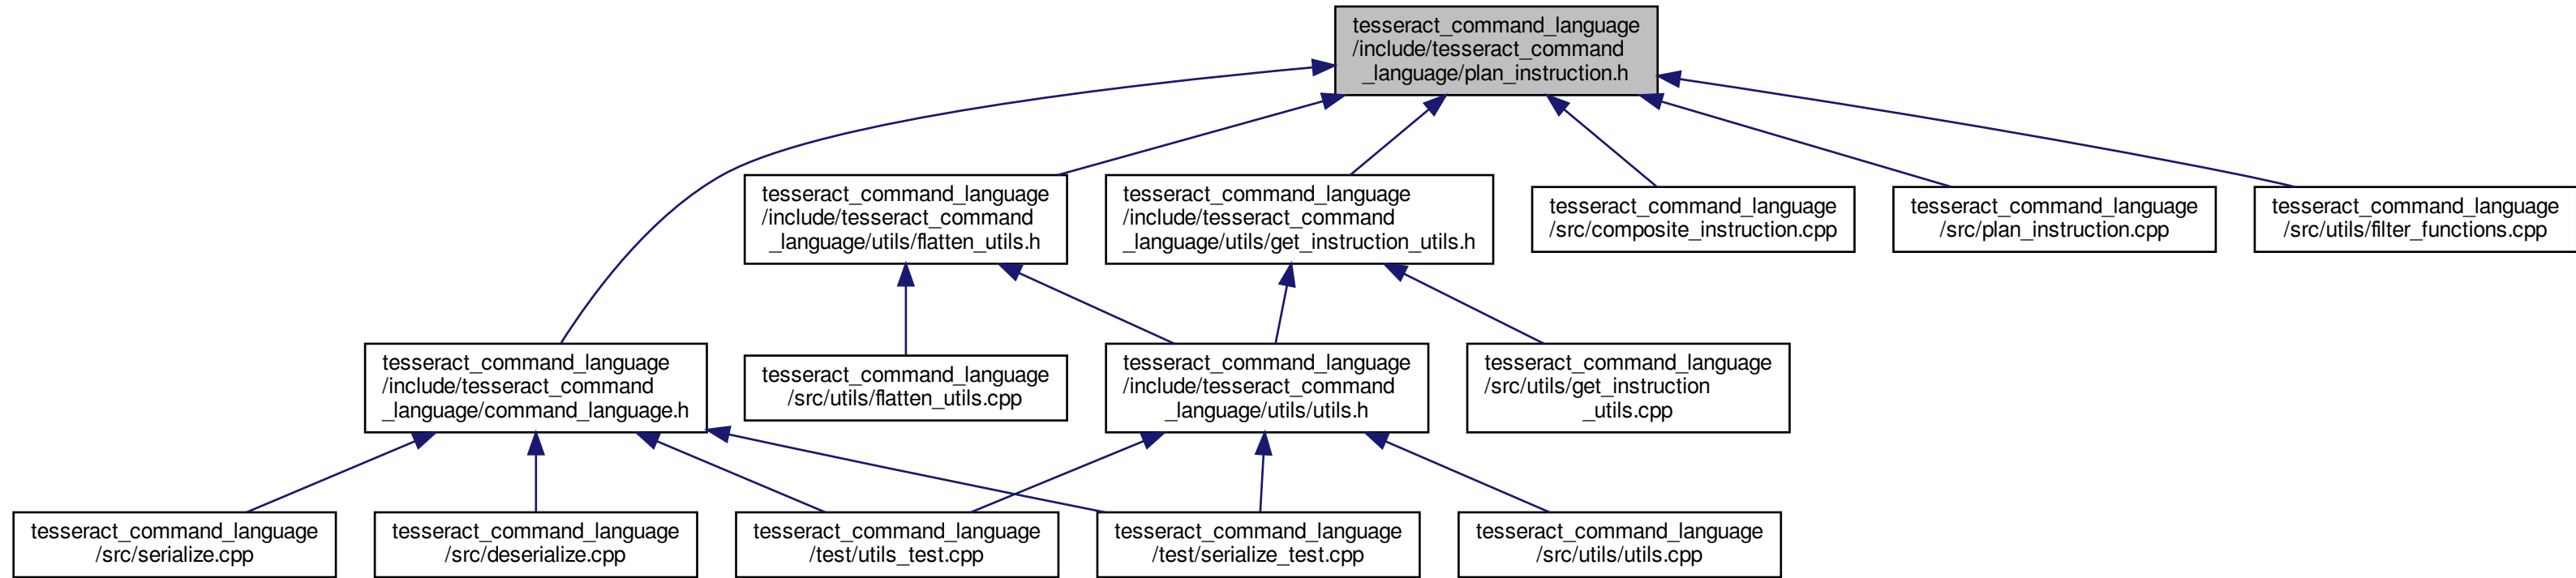 tesseract_command_language
/include/tesseract_command
_language/plan_instruction.h
tesseract_command_language
/include/tesseract_command
_language/utils/flatten_utils.h
tesseract_command_language
/include/tesseract_command
_language/utils/get_instruction_utils.h
tesseract_command_language
/src/composite_instruction.cpp
tesseract_command_language
/src/plan_instruction.cpp
tesseract_command_language
/src/utils/filter_functions.cpp
tesseract_command_language
/include/tesseract_command
_language/command_language.h
tesseract_command_language
/src/utils/flatten_utils.cpp
tesseract_command_language
/include/tesseract_command
_language/utils/utils.h
tesseract_command_language
/src/utils/get_instruction
_utils.cpp
tesseract_command_language
/src/serialize.cpp
tesseract_command_language
/src/deserialize.cpp
tesseract_command_language
/test/utils_test.cpp
tesseract_command_language
/test/serialize_test.cpp
tesseract_command_language
/src/utils/utils.cpp